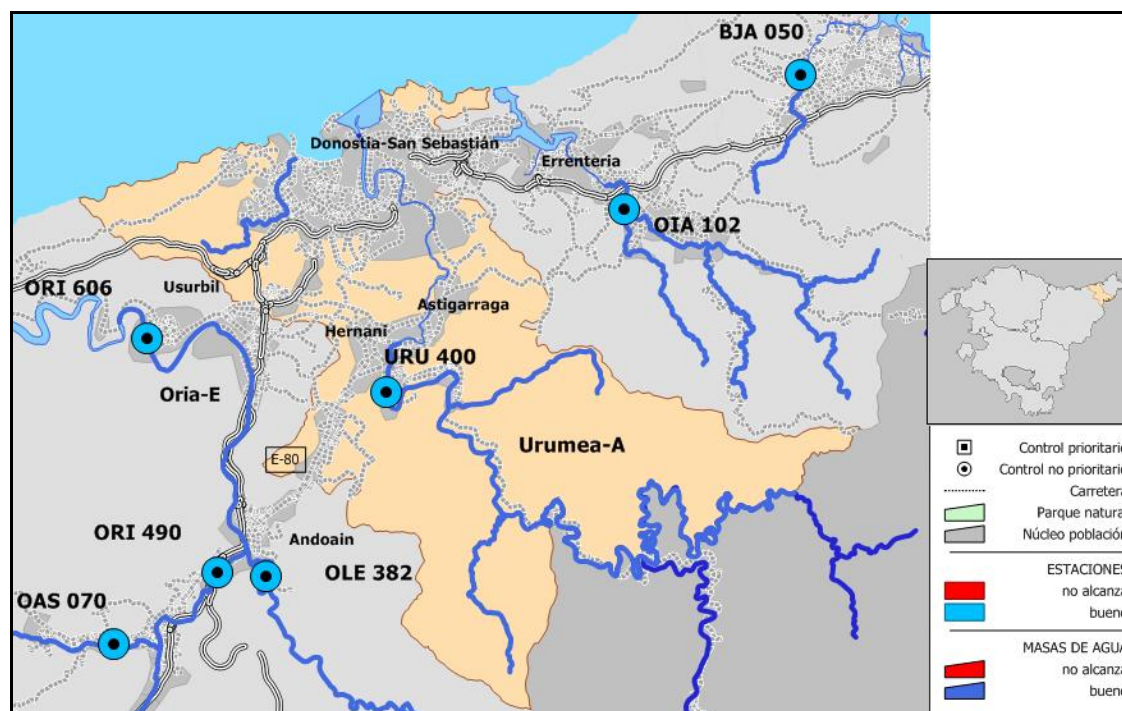 BJA 050
Donostia-San Sebastián
Errenteria
OIA 102
ORI 606
Usurbil
Astigarraga
Hernani
URU 400
Oria-E
Urumea-A
E-80
ORI 490
Andoain
OLE 382
OAS 070
Control prioritario
Control no prioritario
Carretera
Parque natura
Núcleo población
ESTACIONES
no alcanza
bueno
MASAS DE AGUA
no alcanza
bueno